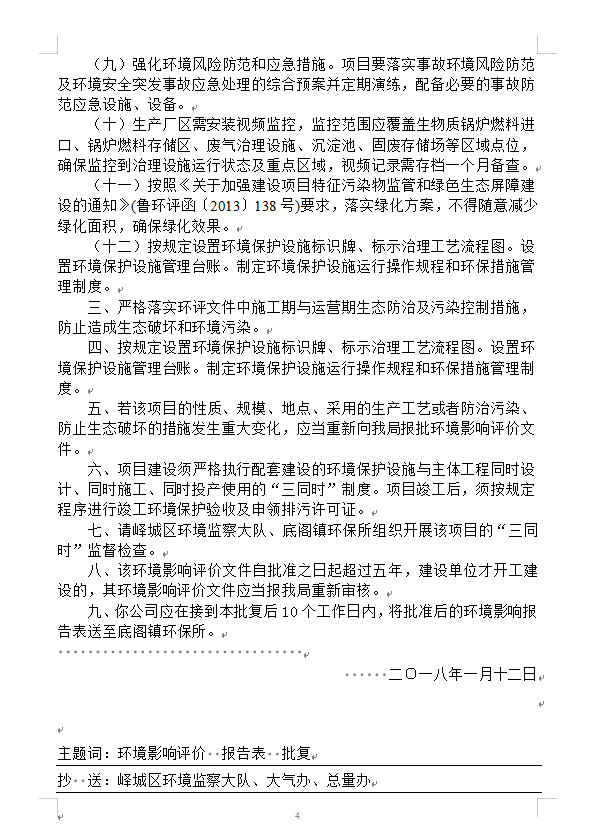 （九）强化环境风险防范和应急措施。项目要落实事故环境风险防范
及环境安全突发事故应急处理的综合预案并定期演练，配备必要的事故防
范应急设施、设备。
（十）生产厂区需安装视频监控，监控范围应覆盖生物质锅炉燃料进
口、锅炉燃料存储区、废气治理设施、沉淀池、固废存储场等区域点位，
确保监控到治理设施运行状态及重点区域，视频记录需存档一个月备查。
（十一）按照《关于加强建设项目特征污染物监管和绿色生态屏障建
设的通知》(鲁环评函〔2013〕138 号)要求，落实绿化方案，不得随意减少
绿化面积，确保绿化效果。
（十二）按规定设置环境保护设施标识牌、标示治理工艺流程图。设
置环境保护设施管理台账。制定环境保护设施运行操作规程和环保措施管
理制度。
三、严格落实环评文件中施工期与运营期生态防治及污染控制措施，
防止造成生态破坏和环境污染。
四、按规定设置环境保护设施标识牌、标示治理工艺流程图。设置环
境保护设施管理台账。制定环境保护设施运行操作规程和环保措施管理制
度。
五、若该项目的性质、规模、地点、采用的生产工艺或者防治污染、
防止生态破坏的措施发生重大变化，应当重新向我局报批环境影响评价文
件。
六、项目建设须严格执行配套建设的环境保护设施与主体工程同时设
计、同时施工、同时投产使用的“三同时”制度。项目竣工后，须按规定
程序进行竣工环境保护验收及申领排污许可证。
七、请峄城区环境监察大队、底阁镇环保所组织开展该项目的“三同
时”监督检查。
八、该环境影响评价文件自批准之日起超过五年，建设单位才开工建
设的，其环境影响评价文件应当报我局重新审核。
九、你公司应在接到本批复后 10 个工作日内，将批准后的环境影响报
告表送至底阁镇环保所。
二〇一八年一月十二日
主题词：环境影响评价 报告表 批复
抄 送：峄城区环境监察大队、大气办、总量办
4